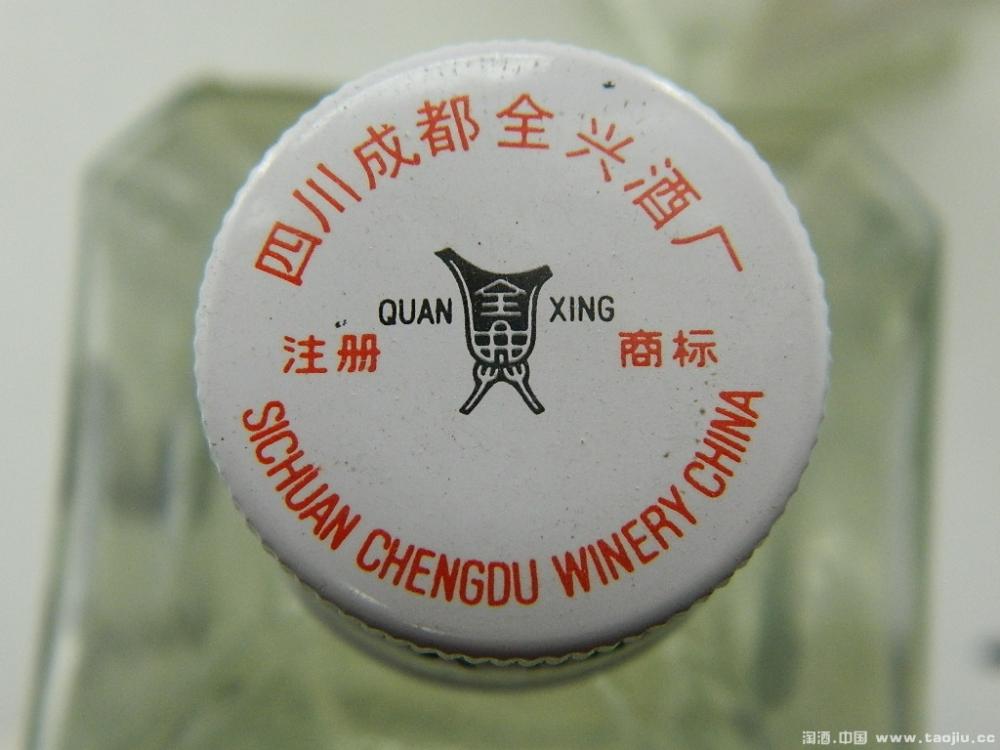 四川成都全兴酒厂
QUAN XING
注册 商标
SICHUAN CHENGDU WINERY CHINA
淘酒.中国 www.taojiu.cc